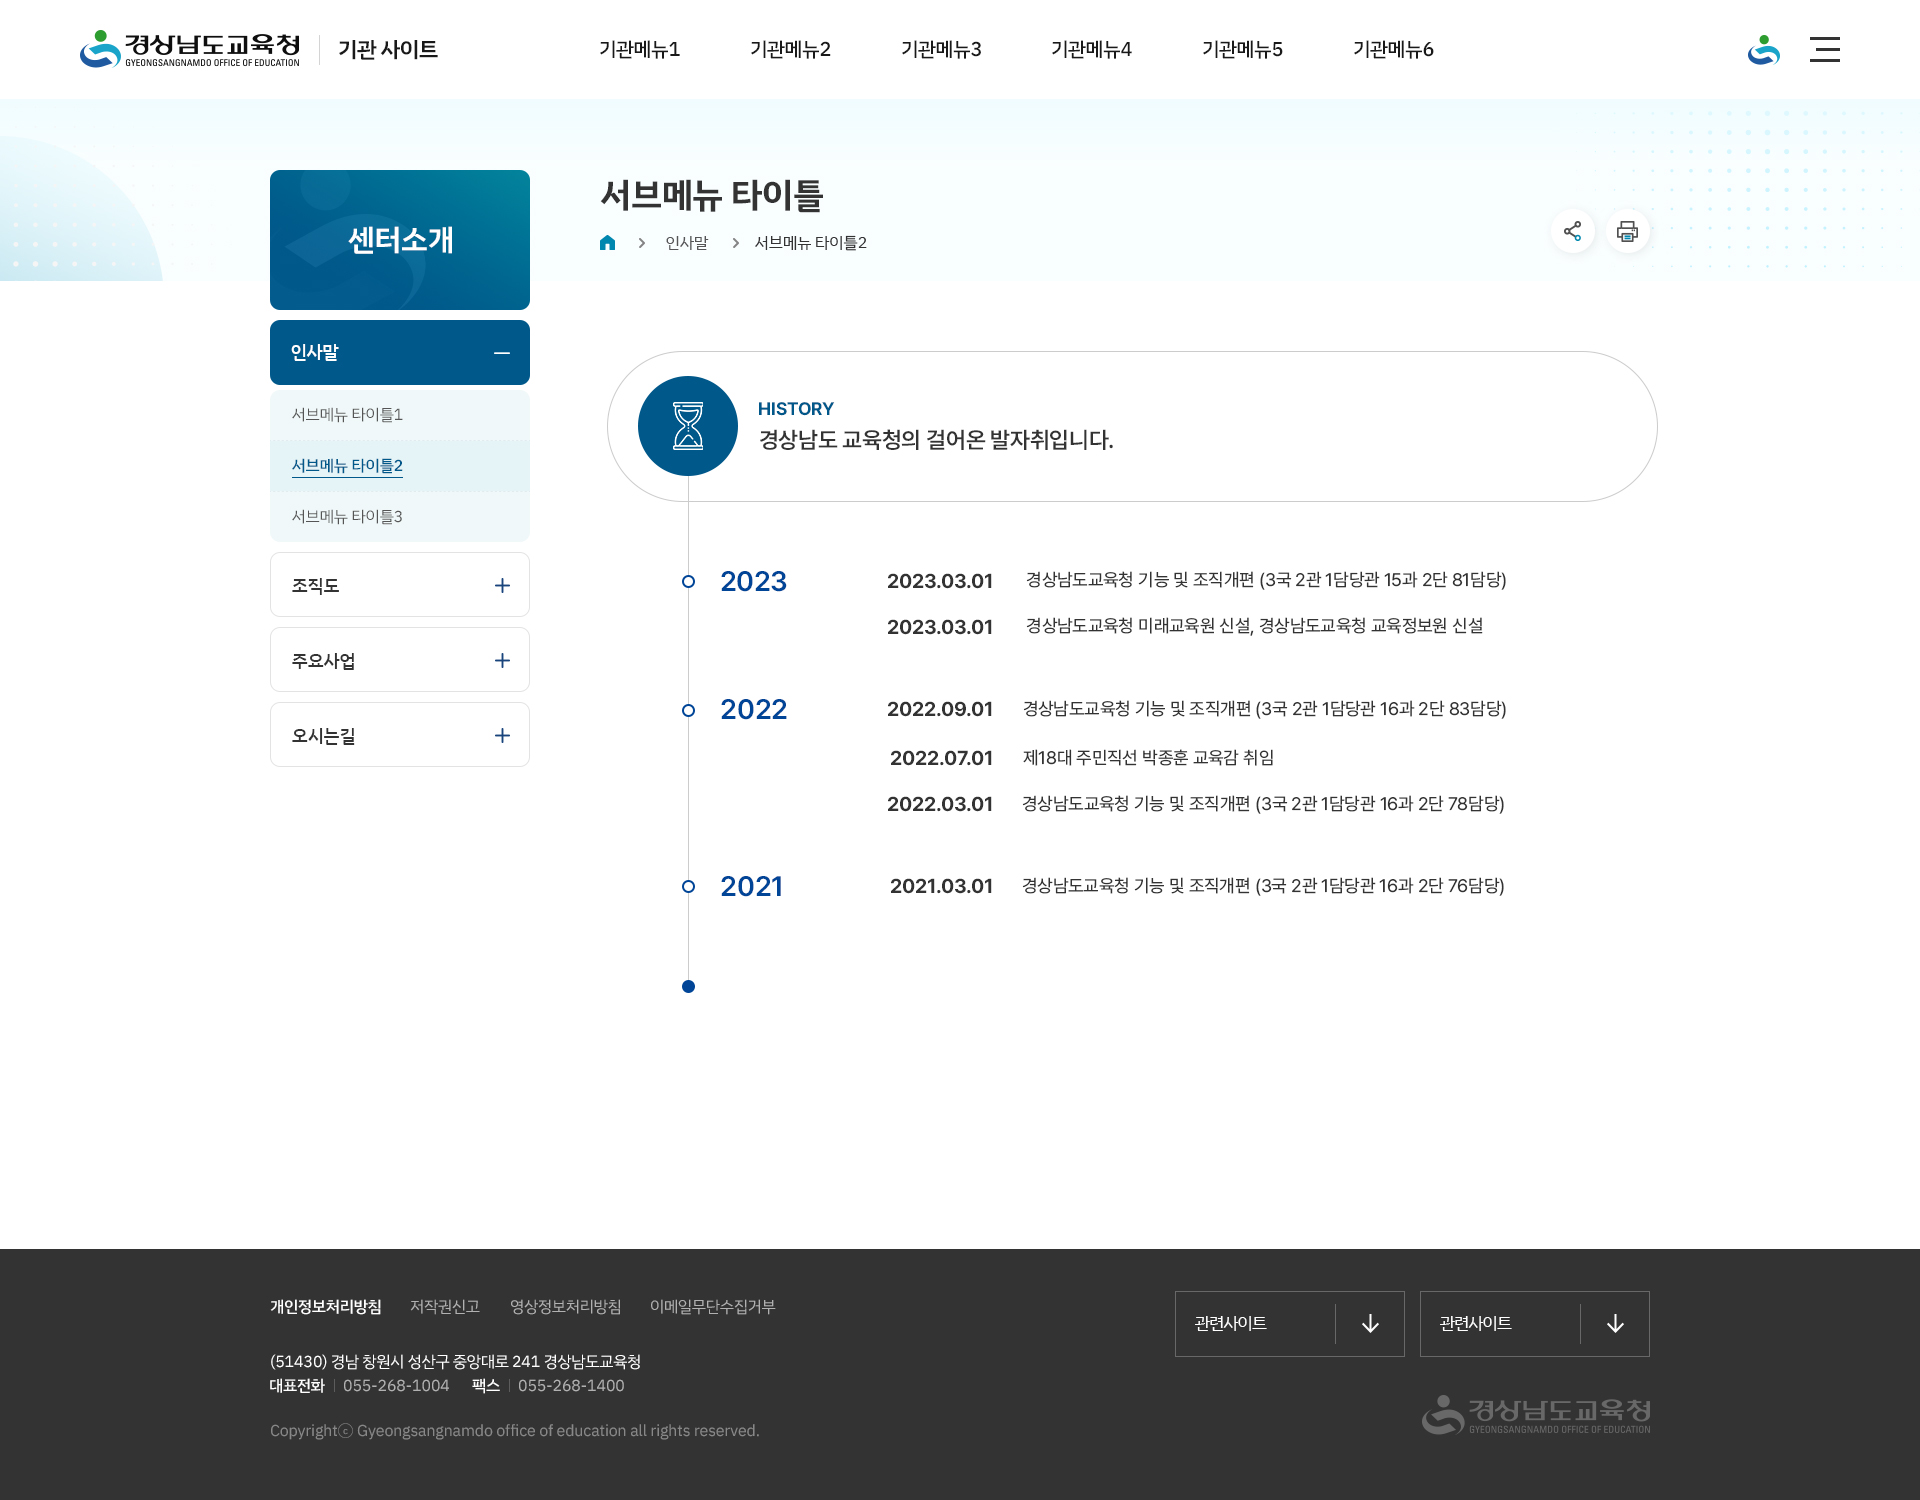 경상남도교육청
GYEONGSANGNAMDO OFFICE OF EDUCATION
기관 사이트
기관메뉴1
기관메뉴2
기관메뉴3
기관메뉴4
기관메뉴5
기관메뉴6
센터소개
인사말
서브메뉴 타이틀1
서브메뉴 타이틀2
서브메뉴 타이틀3
조직도
주요사업
오시는길
서브메뉴 타이틀
인사말
서브메뉴 타이틀2
HISTORY
경상남도 교육청의 걸어온 발자취입니다.
2023
2023.03.01 경상남도교육청 기능 및 조직개편 (3국 2관 1담당관 15과 2단 81담당)
2023.03.01 경상남도교육청 미래교육원 신설, 경상남도교육청 교육정보원 신설
2022
2022.09.01 경상남도교육청 기능 및 조직개편 (3국 2관 1담당관 16과 2단 83담당)
2022.07.01 제18대 주민직선 박종훈 교육감 취임
2022.03.01 경상남도교육청 기능 및 조직개편 (3국 2관 1담당관 16과 2단 78담당)
2021
2021.03.01 경상남도교육청 기능 및 조직개편 (3국 2관 1담당관 16과 2단 76담당)
개인정보처리방침
저작권신고
영상정보처리방침
이메일무단수집거부
(51430) 경남 창원시 성산구 중앙대로 241 경상남도교육청
대표전화 055-268-1004 팩스 055-268-1400
Copyrightⓒ Gyeongsangnamdo office of education all rights reserved.
관련사이트
관련사이트
경상남도교육청
GYEONGSANGNAMDO OFFICE OF EDUCATION